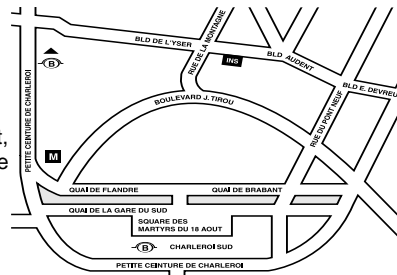 BLD DE L'YSER
RUE DE LA MONTAGNE
INS
BLD AUDENT
BLD E. DEVREU
B
PETITE CEINTURE DE CHARLEROI
BOULEVARD J. TIROU
RUE DU PONT NEUF
t,
e
M
QUAI DE FLANDRE
QUAI DE BRABANT
QUAI DE LA GARE DU SUD
SQUARE DES
MARTYRS DU 18 AOUT
B CHARLEROI SUD
PETITE CEINTURE DE CHARLEROI